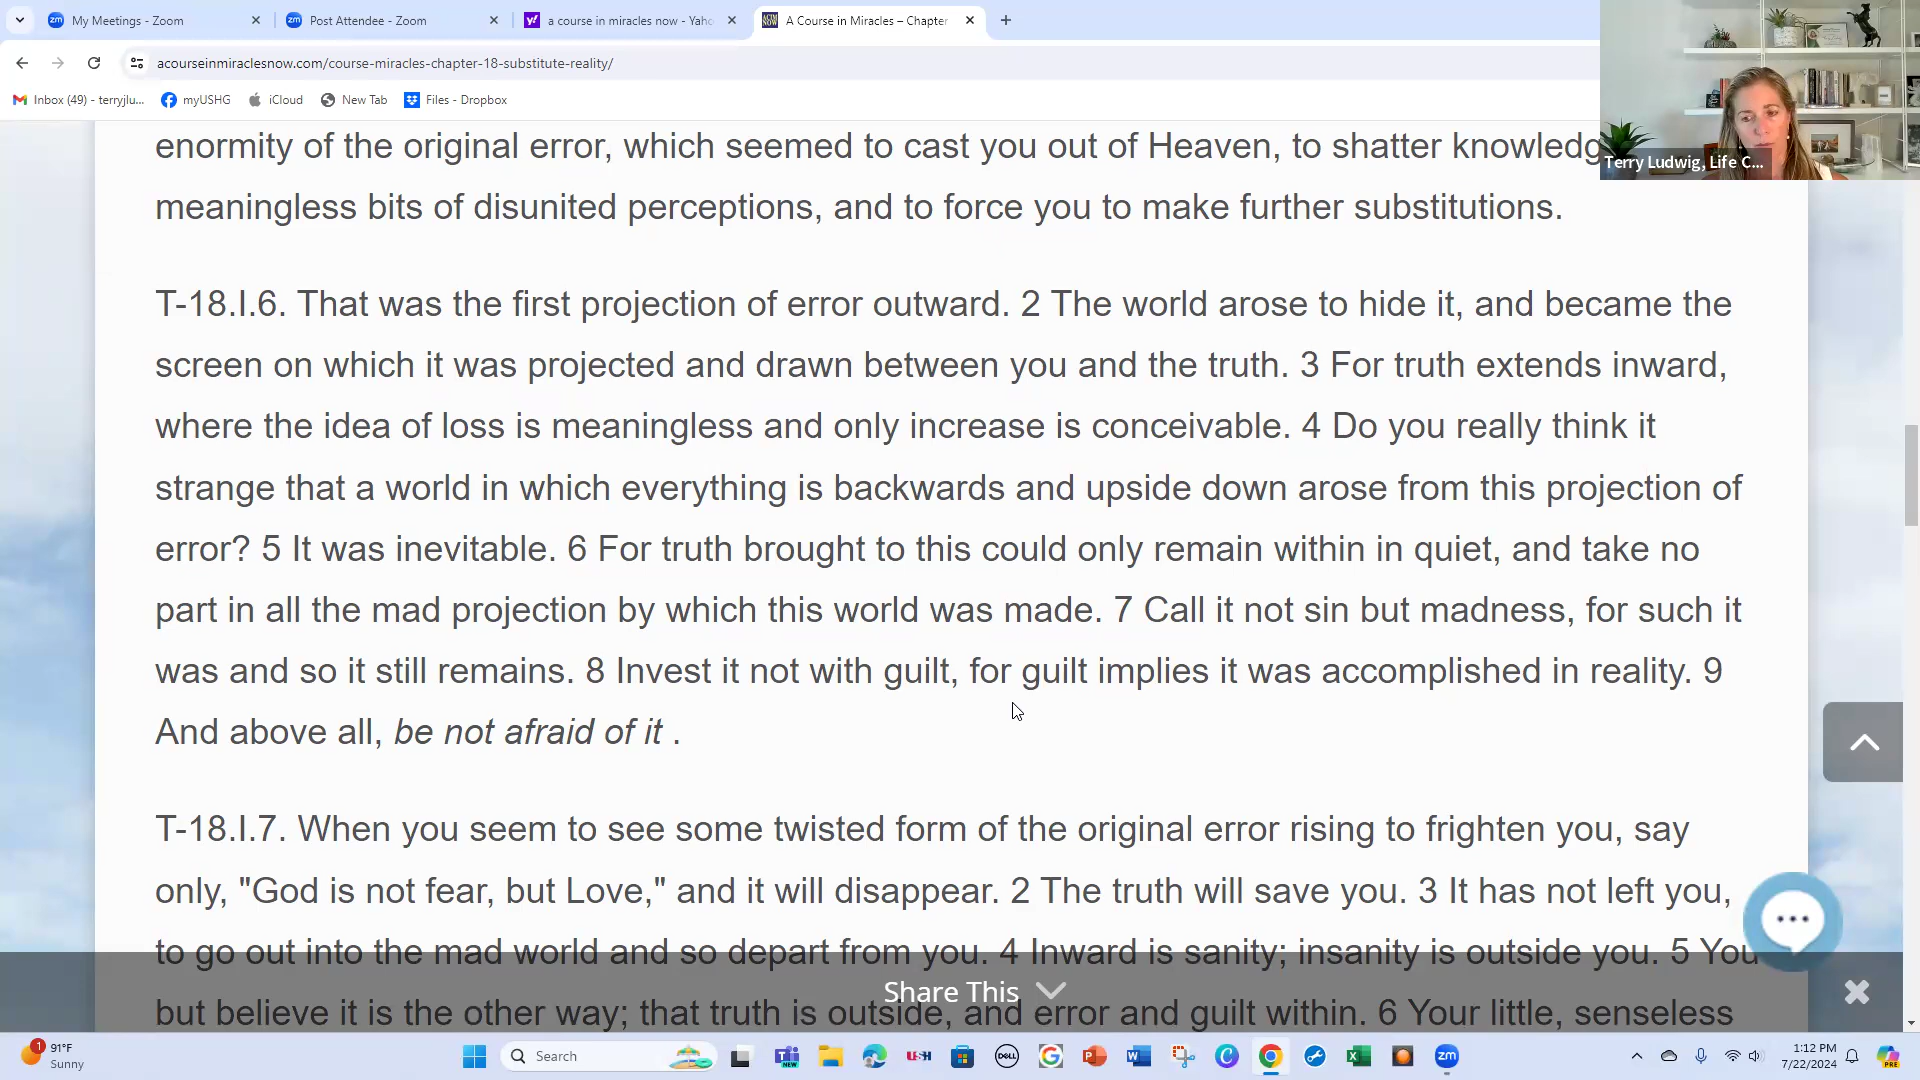 My Meetings - Zoom
Post Attendee - Zoom
a course in miracles now - Yaho
A Course in Miracles – Chapter
acourseinmiraclesnow.com/course-miracles-chapter-18-substitute-reality/
Inbox (49) - terryjlu...
myUSHG
iCloud
New Tab
Files - Dropbox
Terry Ludwig, Life C...
enormity of the original error, which seemed to cast you out of Heaven, to shatter knowledg
meaningless bits of disunited perceptions, and to force you to make further substitutions.
T-18.I.6. That was the first projection of error outward. 2 The world arose to hide it, and became the
screen on which it was projected and drawn between you and the truth. 3 For truth extends inward,
where the idea of loss is meaningless and only increase is conceivable. 4 Do you really think it
strange that a world in which everything is backwards and upside down arose from this projection of
error? 5 It was inevitable. 6 For truth brought to this could only remain within in quiet, and take no
part in all the mad projection by which this world was made. 7 Call it not sin but madness, for such it
was and so it still remains. 8 Invest it not with guilt, for guilt implies it was accomplished in reality. 9
And above all, be not afraid of it .
T-18.I.7. When you seem to see some twisted form of the original error rising to frighten you, say
only, "God is not fear, but Love," and it will disappear. 2 The truth will save you. 3 It has not left you,
to go out into the mad world and so depart from you. 4 Inward is sanity; insanity is outside you. 5 You
Share This
but believe it is the other way; that truth is outside, and error and guilt within. 6 Your little, senseless
1
91°F
Sunny
Search
NEW
USH
DELL
zm
1:12 PM
7/22/2024
PRE